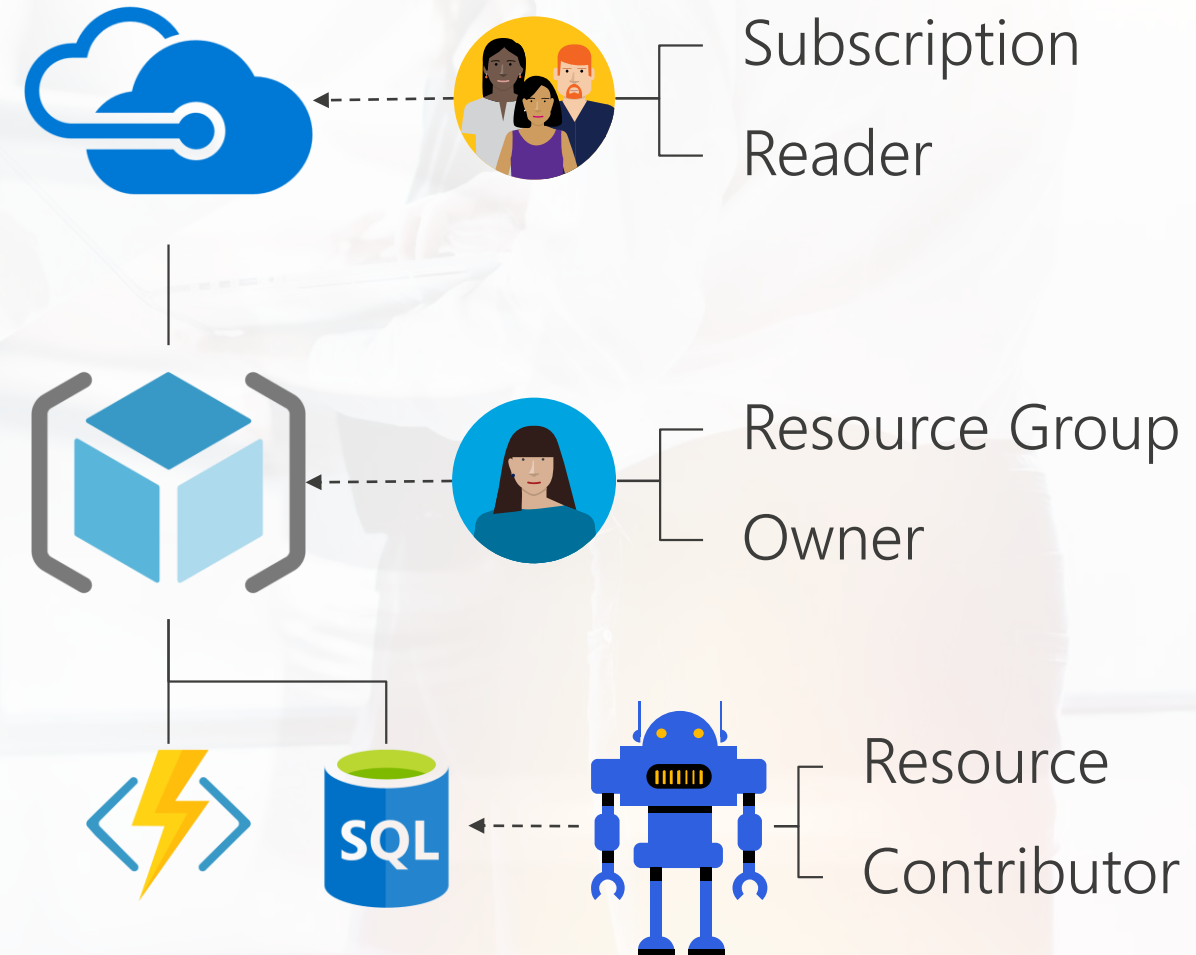 Subscription
Reader
Resource Group
Owner
SQL
Resource
Contributor